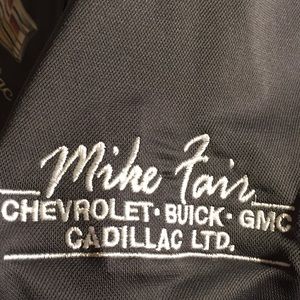 Mike Fair
CHEVROLET • BUICK • GMC
CADILLAC LTD.